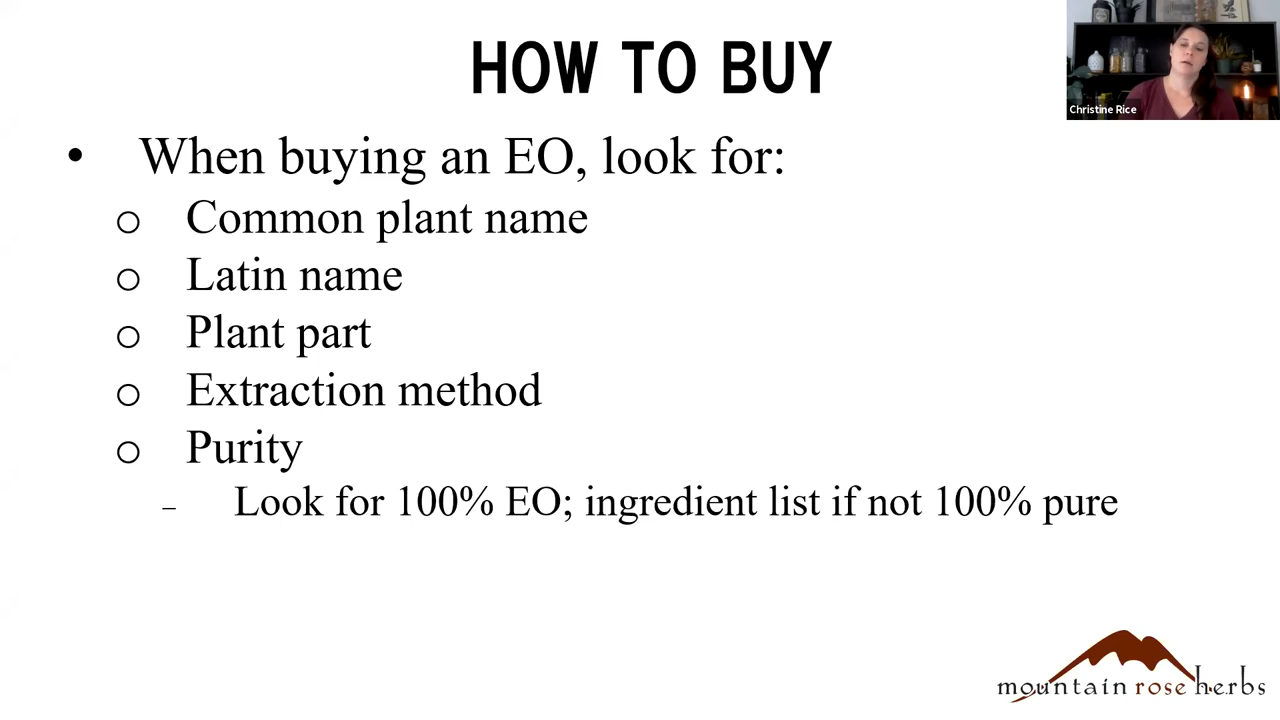 HOW TO BUY
Christine Rice
• When buying an EO, look for:
o Common plant name
o Latin name
o Plant part
o Extraction method
o Purity
– Look for 100% EO; ingredient list if not 100% pure
mountain rose herbs